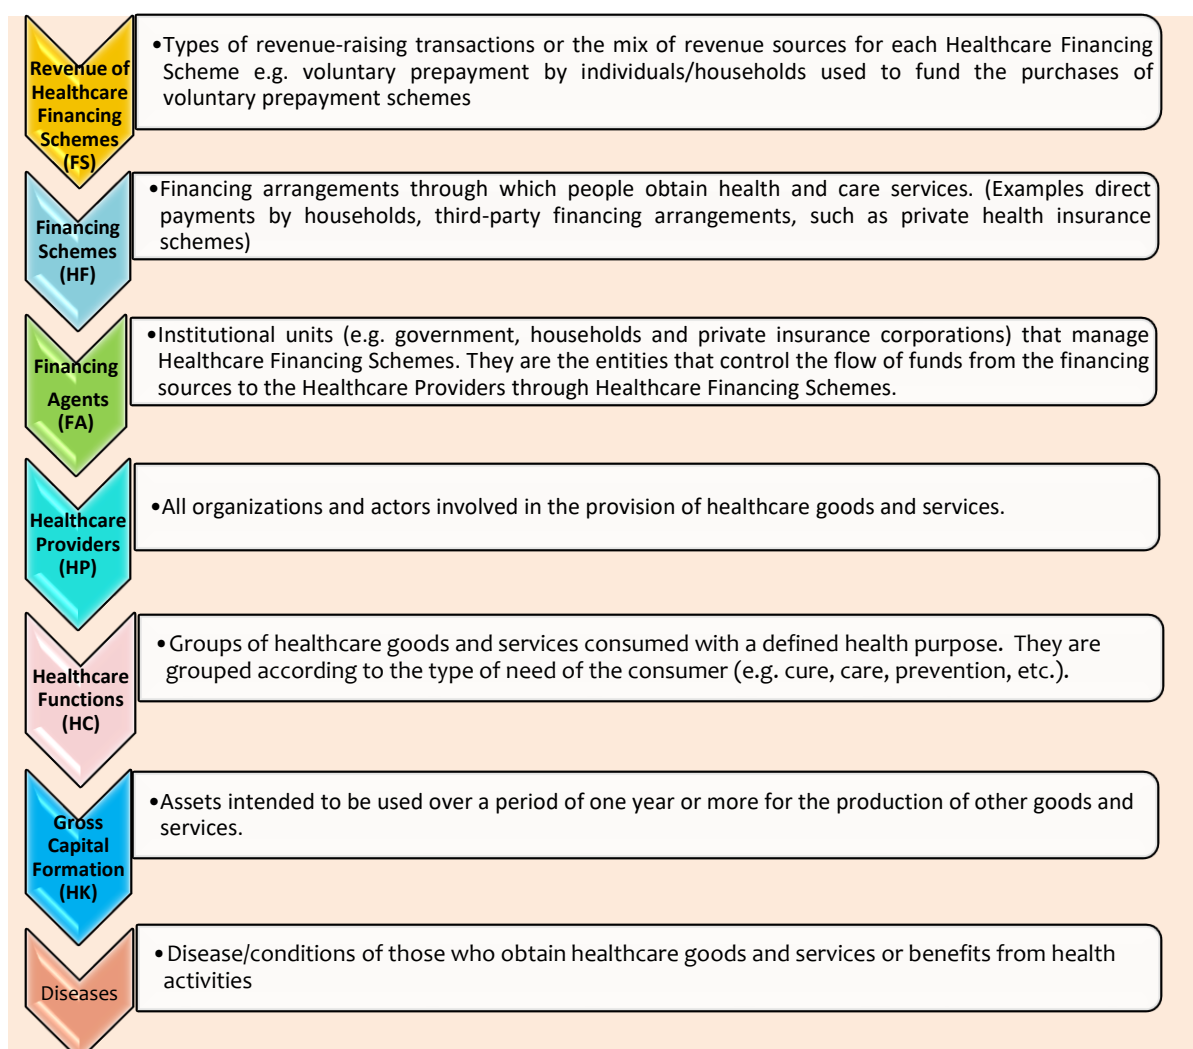 Revenue of
Healthcare
Financing
Schemes
(FS)
•Types of revenue-raising transactions or the mix of revenue sources for each Healthcare Financing
Scheme e.g. voluntary prepayment by individuals/households used to fund the purchases of
voluntary prepayment schemes
Financing
Schemes
(HF)
•Financing arrangements through which people obtain health and care services. (Examples direct
payments by households, third-party financing arrangements, such as private health insurance
schemes)
Financing
Agents
(FA)
•Institutional units (e.g. government, households and private insurance corporations) that manage
Healthcare Financing Schemes. They are the entities that control the flow of funds from the financing
sources to the Healthcare Providers through Healthcare Financing Schemes.
Healthcare
Providers
(HP)
•All organizations and actors involved in the provision of healthcare goods and services.
Healthcare
Functions
(HC)
•Groups of healthcare goods and services consumed with a defined health purpose. They are
grouped according to the type of need of the consumer (e.g. cure, care, prevention, etc.).
Gross
Capital
Formation
(HK)
•Assets intended to be used over a period of one year or more for the production of other goods and
services.
Diseases
•Disease/conditions of those who obtain healthcare goods and services or benefits from health
activities